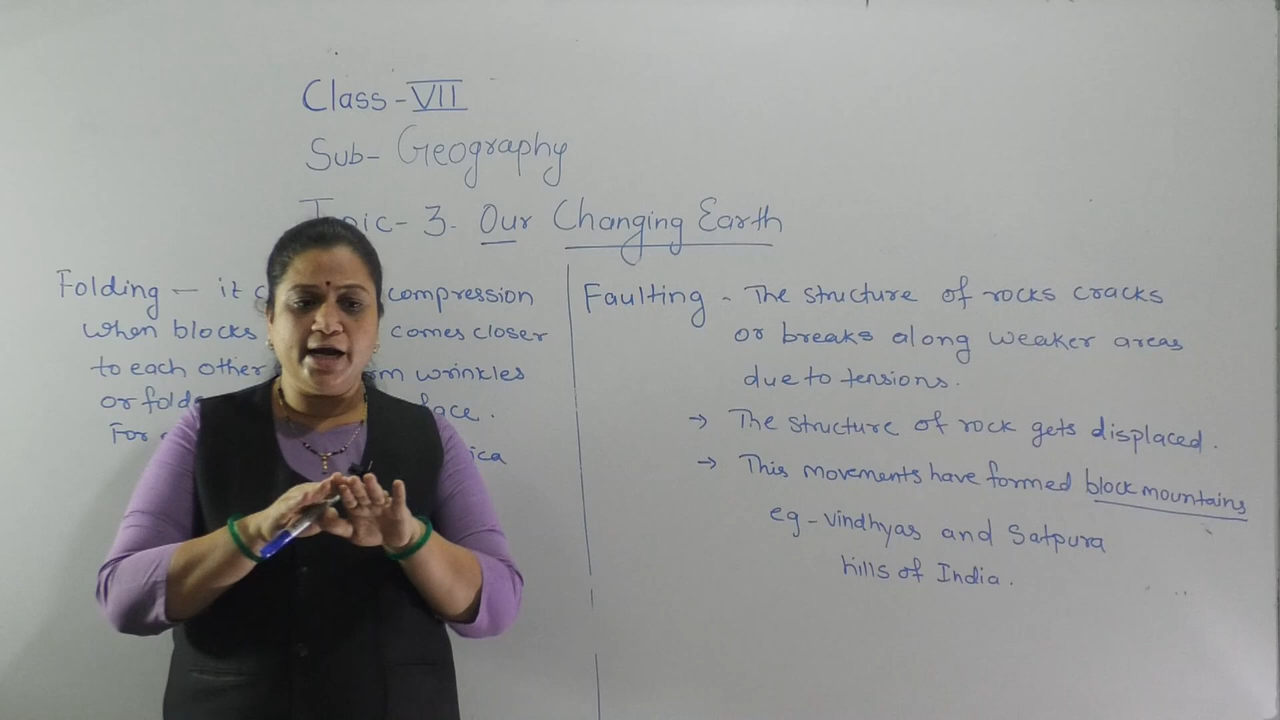 Class - VII
Sub- Geography
Topic- 3. Our Changing Earth
Folding - it compression
when blocks comes closer
to each other wrinkles
or
For
Faulting - The structure of rocks cracks
or breaks along weaker areas
due to tensions.
→ The structure of rock gets displaced.
→ This movements have formed block mountains
eg - Vindhyas and Satpura
hills of India.